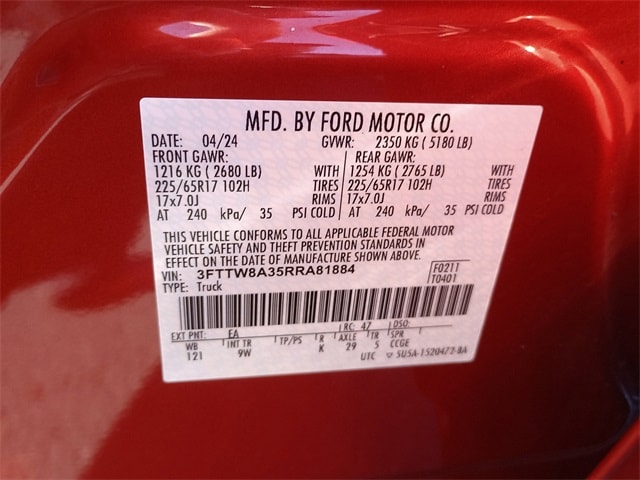 MFD. BY FORD MOTOR CO.
DATE: 04/24 GVWR: 2350 KG ( 5180 LB)
FRONT GAWR: REAR GAWR:
1216 KG ( 2680 LB) WITH 1254 KG ( 2765 LB) WITH
225/65R17 102H TIRES 225/65R17 102H TIRES
17x7.0J RIMS 17x7.0J RIMS
AT 240 kPa/ 35 PSI COLD AT 240 kPa/ 35 PSI COLD
THIS VEHICLE CONFORMS TO ALL APPLICABLE FEDERAL MOTOR
VEHICLE SAFETY AND THEFT PREVENTION STANDARDS IN
EFFECT ON THE DATE OF MANUFACTURE SHOWN ABOVE.
VIN: 3FTTW8A35RRA81884 F0211
TYPE: Truck T0401
EXT PNT: EA RC: 47 DSO:
WB INT TR TP/PS R AXLE TR SPR
121 9W K 29 5 CCGE
UTC 5U5A-1520472-BA